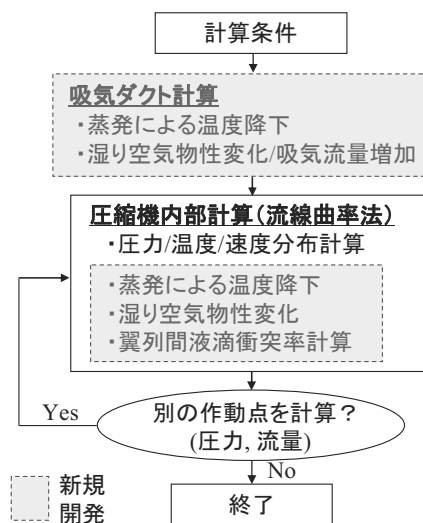 計算条件
吸気ダクト計算
・蒸発による温度降下
・湿り空気物性変化/吸気流量増加
圧縮機内部計算(流線曲率法)
・圧力/温度/速度分布計算
・蒸発による温度降下
・湿り空気物性変化
・翼列間液滴衝突率計算
Yes
別の作動点を計算？
(圧力, 流量)
No
新規
開発
終了